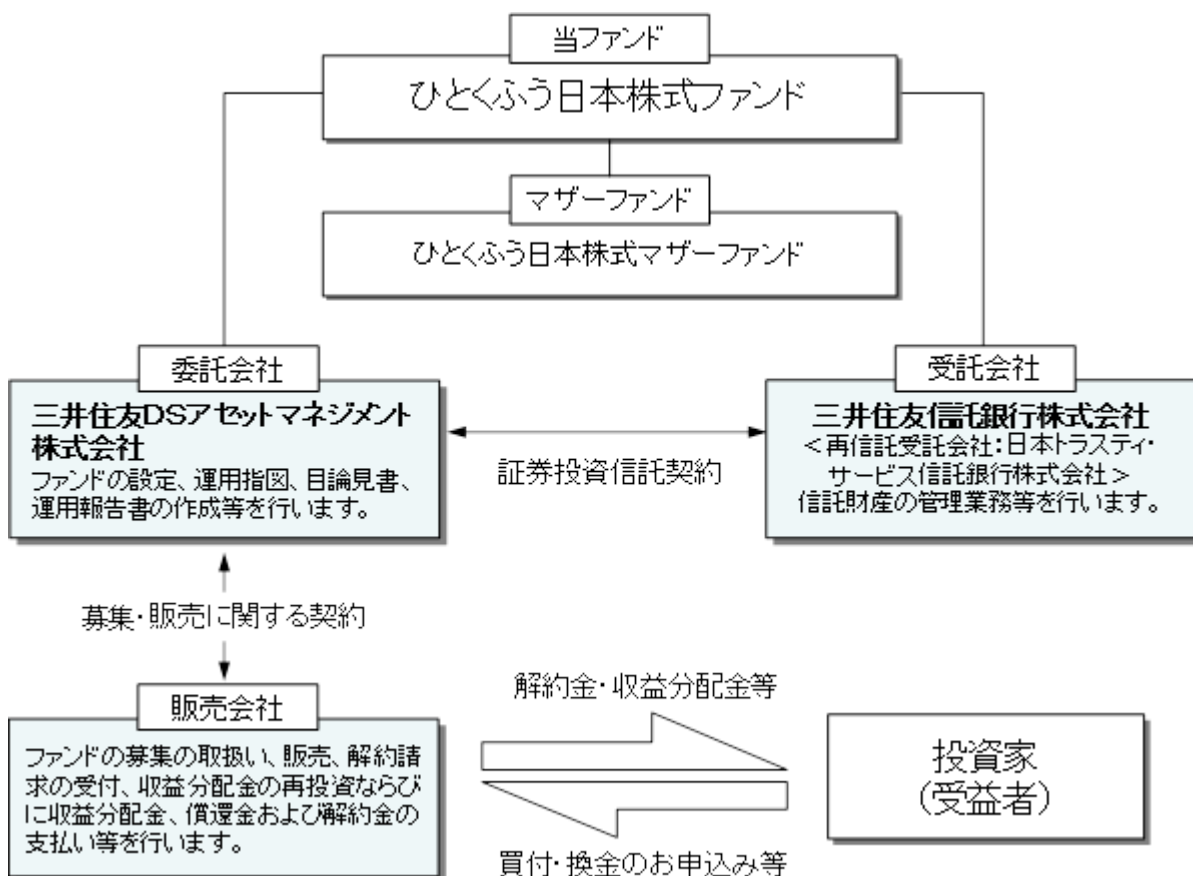 当ファンド
ひとくふう日本株式ファンド
マザーファンド
ひとくふう日本株式マザーファンド
委託会社
三井住友DSアセットマネジメント
株式会社
ファンドの設定、運用指図、目論見書、
運用報告書の作成等を行います。
証券投資信託契約
受託会社
三井住友信託銀行株式会社
＜再信託受託会社：日本トラスティ・
サービス信託銀行株式会社＞
信託財産の管理業務等を行います。
募集・販売に関する契約
販売会社
ファンドの募集の取扱い、販売、解約請
求の受付、収益分配金の再投資ならび
に収益分配金、償還金および解約金の
支払い等を行います。
解約金・収益分配金等
買付・換金のお申込み等
投資家
（受益者）